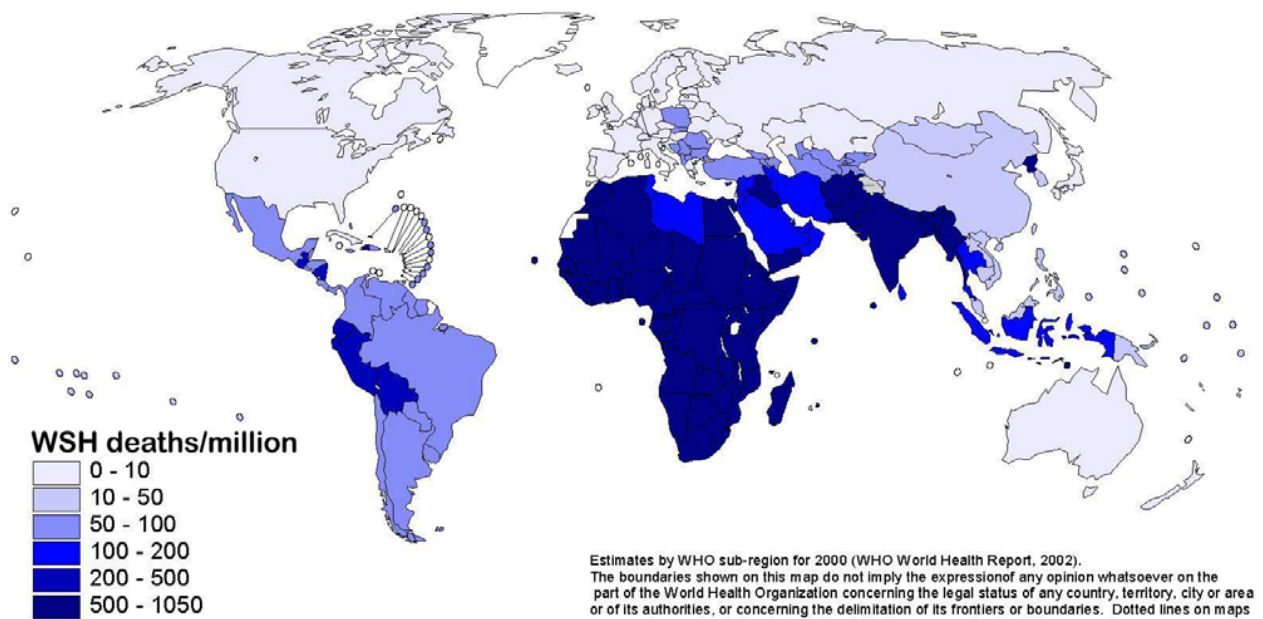 WSH deaths/million
0 - 10
10 - 50
50 - 100
100 - 200
200 - 500
500 - 1050
Estimates by WHO sub-region for 2000 (WHO World Health Report, 2002).
The boundaries shown on this map do not imply the expressionof any opinion whatsoever on the
part of the World Health Organization concerning the legal status of any country, territory, city or area
or of its authorities, or concerning the delimitation of its frontiers or boundaries. Dotted lines on maps